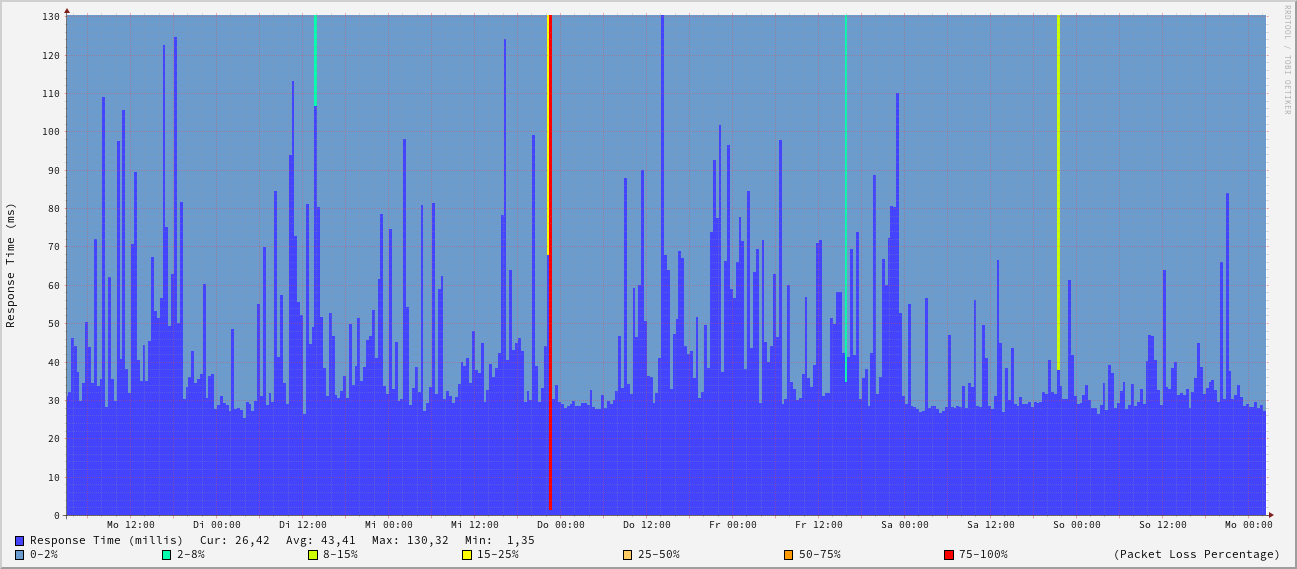 RRDTOOL / TOBI OETIKER
Response Time (ms)
130
120
110
100
90
80
70
60
50
40
30
20
10
0
Mo 12:00 Di 00:00 Di 12:00 Mi 00:00 Mi 12:00 Do 00:00 Do 12:00 Fr 00:00 Fr 12:00 Sa 00:00 Sa 12:00 So 00:00 So 12:00 Mo 00:00
Response Time (millis) Cur: 26,42 Avg: 43,41 Max: 130,32 Min: 1,35
0-2% 2-8% 8-15% 15-25% 25-50% 50-75% 75-100% (Packet Loss Percentage)